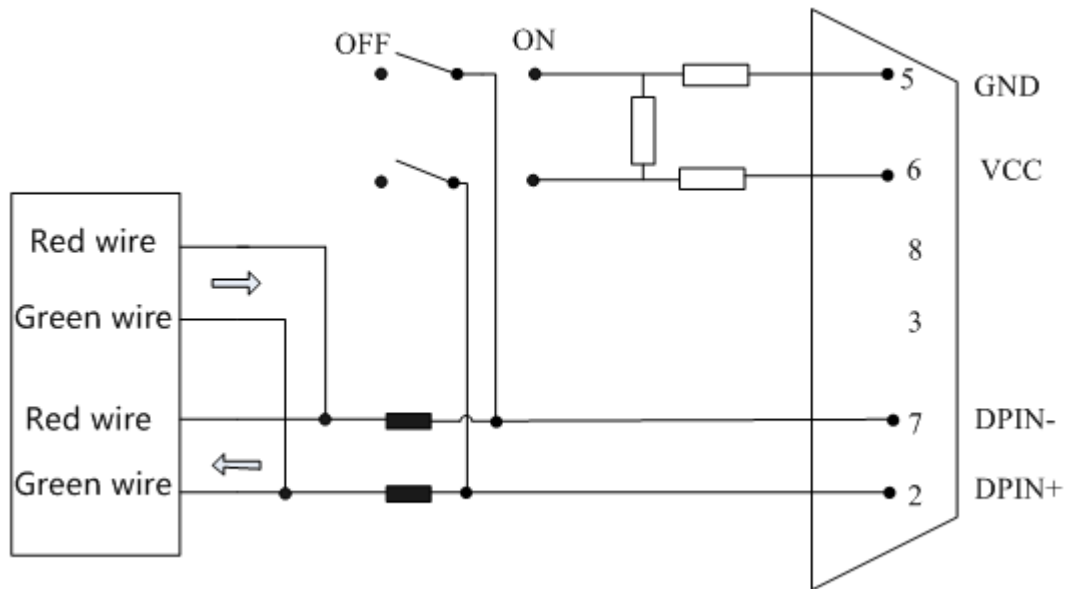 OFF
ON
5 GND
6 VCC
Red wire
8
Green wire
3
Red wire
7 DPIN-
Green wire
2 DPIN+